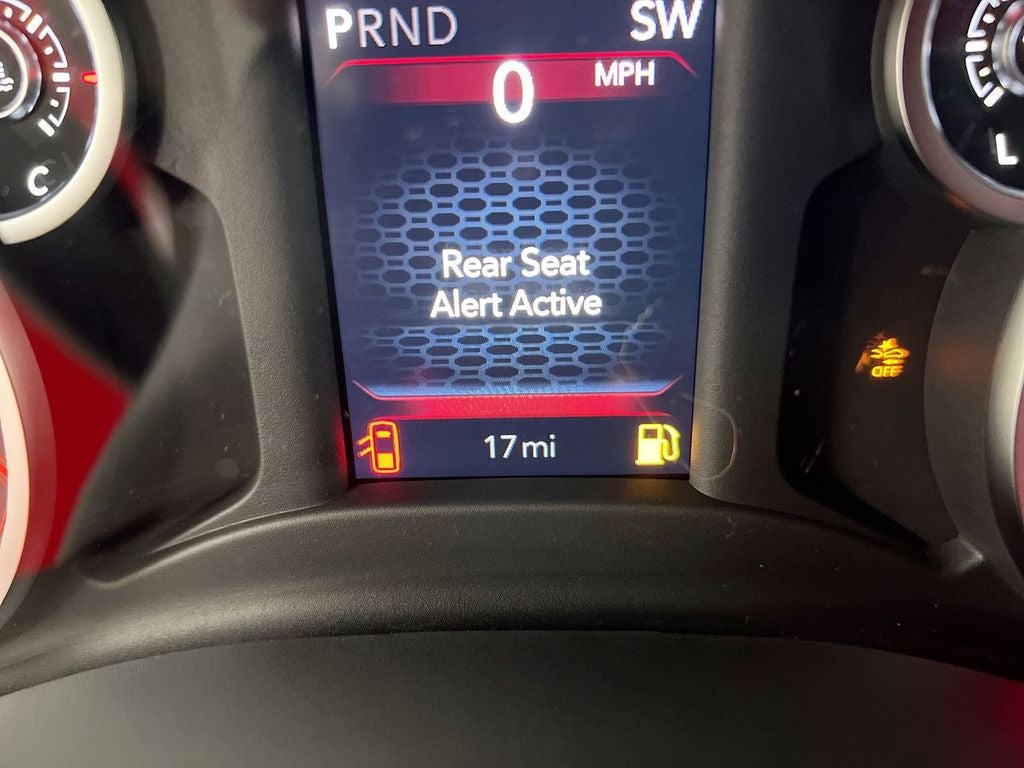 PRND
SW
0
MPH
C
L
Rear Seat
Alert Active
OFF
17 mi